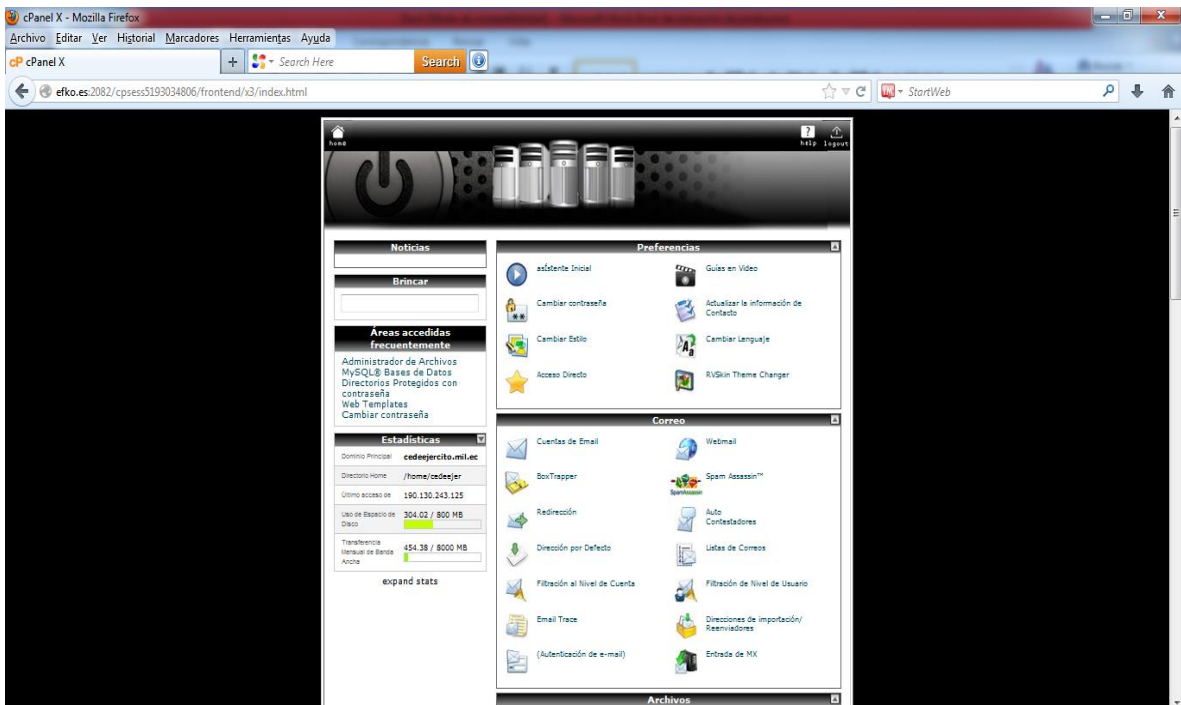 cPanel X - Mozilla Firefox
Archivo Editar Ver Historial Marcadores Herramientas Ayuda
cP cPanel X + Search Here Search
efko.es:2082/cpsess5193034806/frontend/x3/index.html StartWeb
home
help logout
Noticias
Brincar
Áreas accedidas
frecuentemente
Administrador de Archivos
MySQL® Bases de Datos
Directorios Protegidos con
contraseña
Web Templates
Cambiar contraseña
Estadísticas
Dominio Principal cedeejercito.mil.ec
Directorio Home /home/cedeejer
Último acceso de 190.130.243.125
Uso de Espacio de
Disco
304.02 / 800 MB
Transferencia
Mensual de Banda
Ancha
454.38 / 8000 MB
expand stats
Preferencias
asístente Inicial
Guías en Video
Cambiar contraseña
Actualizar la información de
Contacto
Cambiar Estilo
Cambiar Lenguaje
Acceso Directo
RVSkin Theme Changer
Correo
Cuentas de Email
Webmail
BoxTrapper
SpamAssassin
Spam Assassin™
Redirección
Auto
Contestadores
Dirección por Defecto
Listas de Correos
Filtración al Nivel de Cuenta
Filtración de Nivel de Usuario
Email Trace
Direcciones de importación/
Reenviadores
(Autenticación de e-mail)
Entrada de MX
Archivos